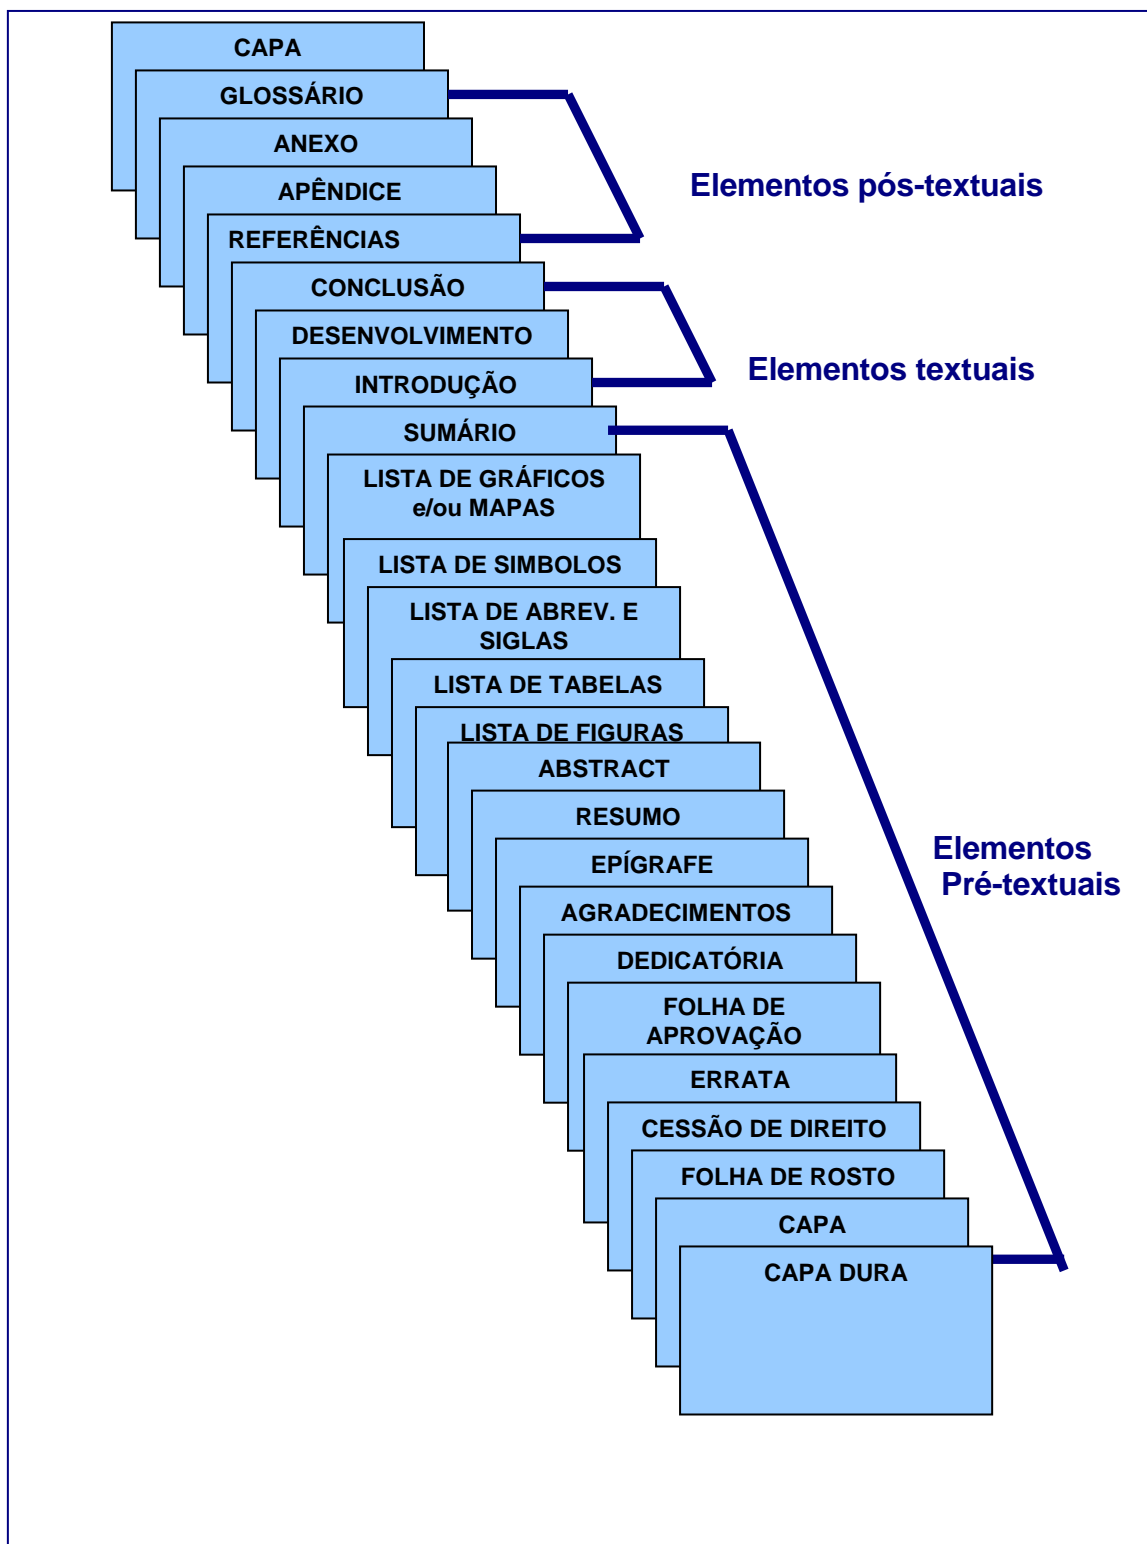 CAPA
GLOSSÁRIO
ANEXO
APÊNDICE
REFERÊNCIAS
Elementos pós-textuais
CONCLUSÃO
DESENVOLVIMENTO
INTRODUÇÃO
Elementos textuais
SUMÁRIO
LISTA DE GRÁFICOS
e/ou MAPAS
LISTA DE SIMBOLOS
LISTA DE ABREV. E
SIGLAS
LISTA DE TABELAS
LISTA DE FIGURAS
ABSTRACT
RESUMO
EPÍGRAFE
AGRADECIMENTOS
DEDICATÓRIA
FOLHA DE
APROVAÇÃO
ERRATA
CESSÃO DE DIREITO
FOLHA DE ROSTO
CAPA
CAPA DURA
Elementos
Pré-textuais